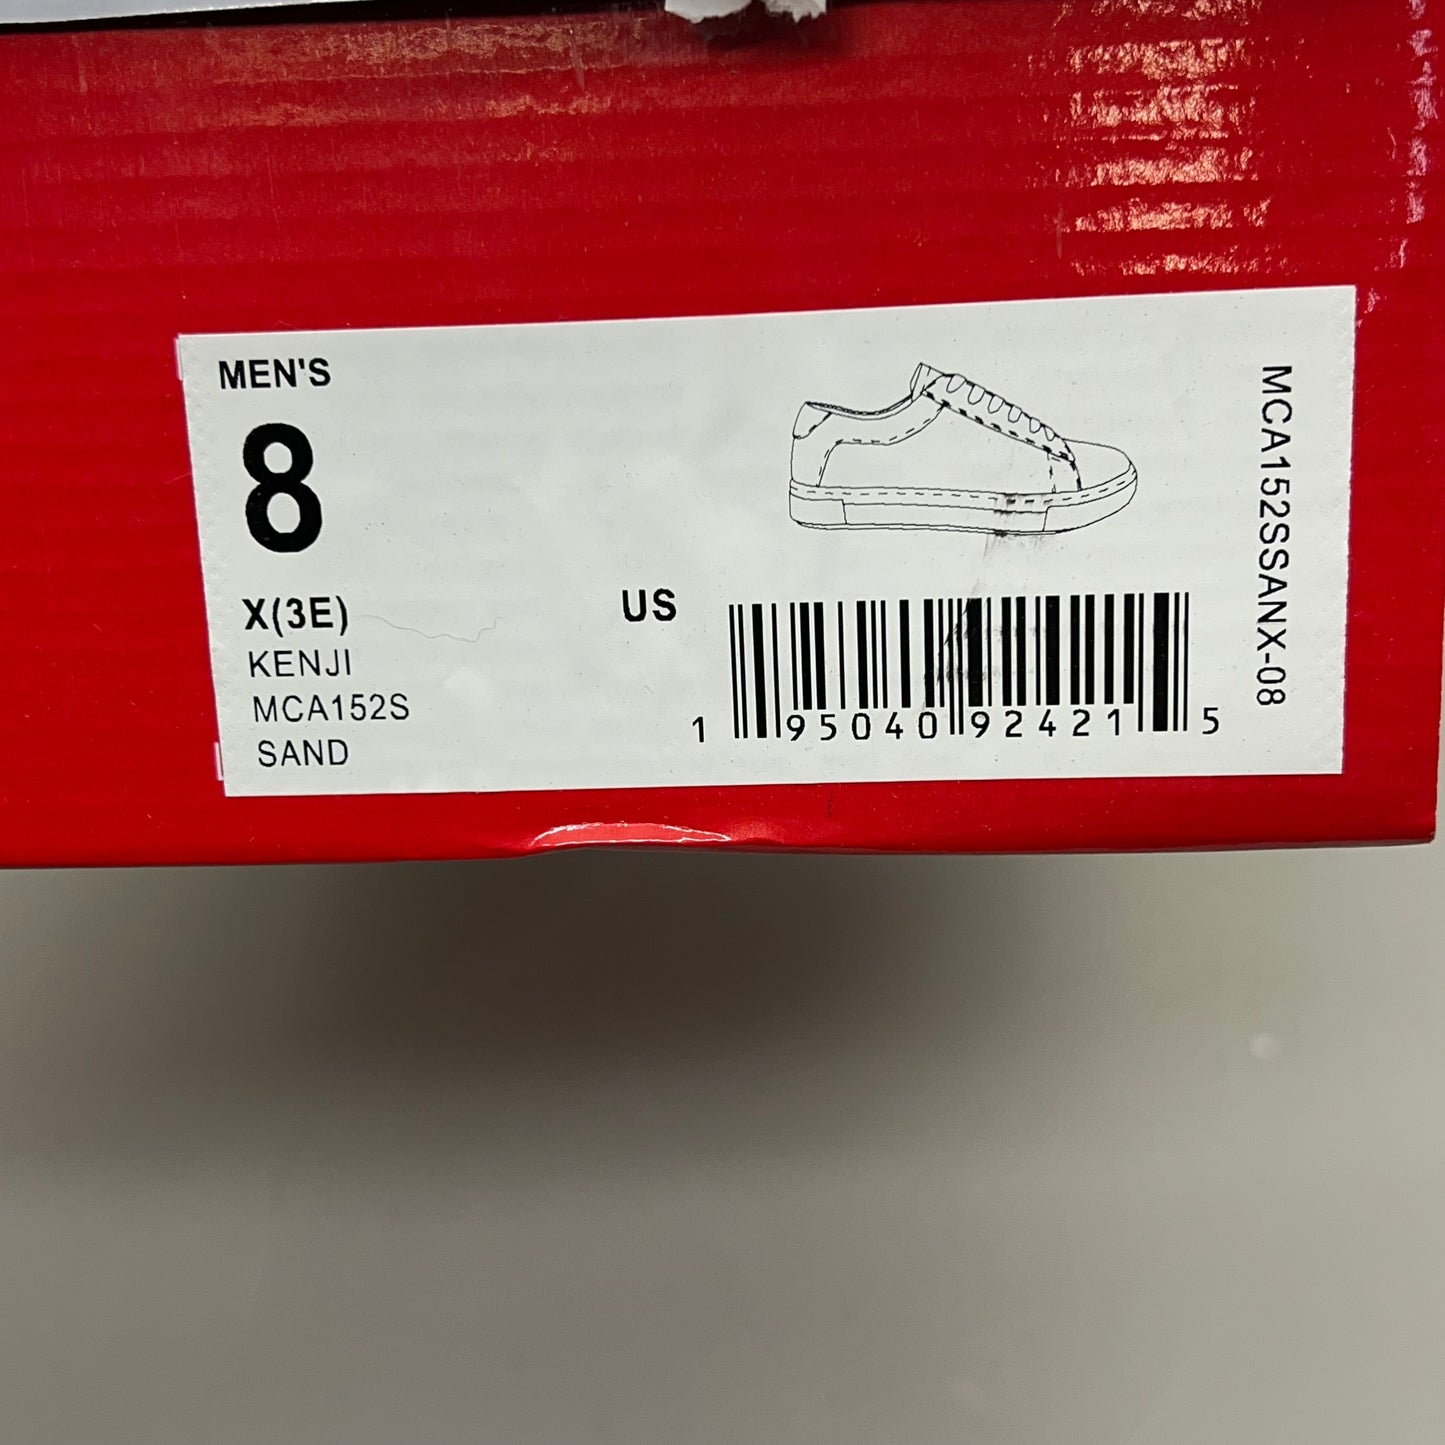 MEN'S
8
X(3E)
US
KENJI
MCA152S
SAND
1 95040 92421 5
MCA152SSANX-08